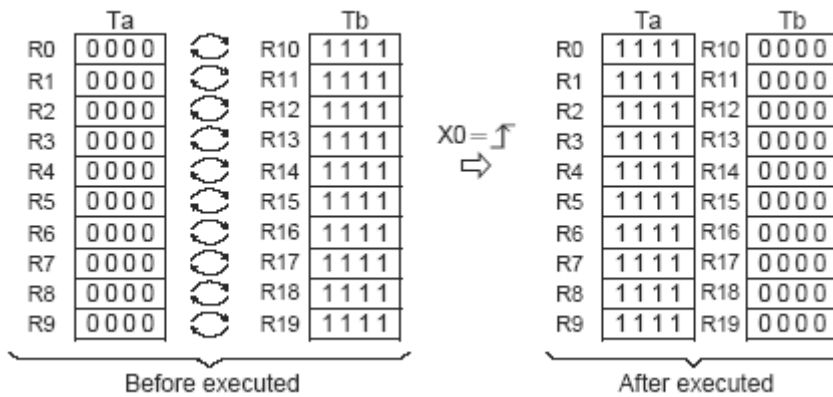 Ta Tb Ta Tb
R0 0000 R10 1111 R0 1111 R10 0000
R1 0000 R11 1111 R1 1111 R11 0000
R2 0000 R12 1111 R2 1111 R12 0000
R3 0000 R13 1111 X0= R3 1111 R13 0000
R4 0000 R14 1111 R4 1111 R14 0000
R5 0000 R15 1111 R5 1111 R15 0000
R6 0000 R16 1111 R6 1111 R16 0000
R7 0000 R17 1111 R7 1111 R17 0000
R8 0000 R18 1111 R8 1111 R18 0000
R9 0000 R19 1111 R9 1111 R19 0000
Before executed After executed